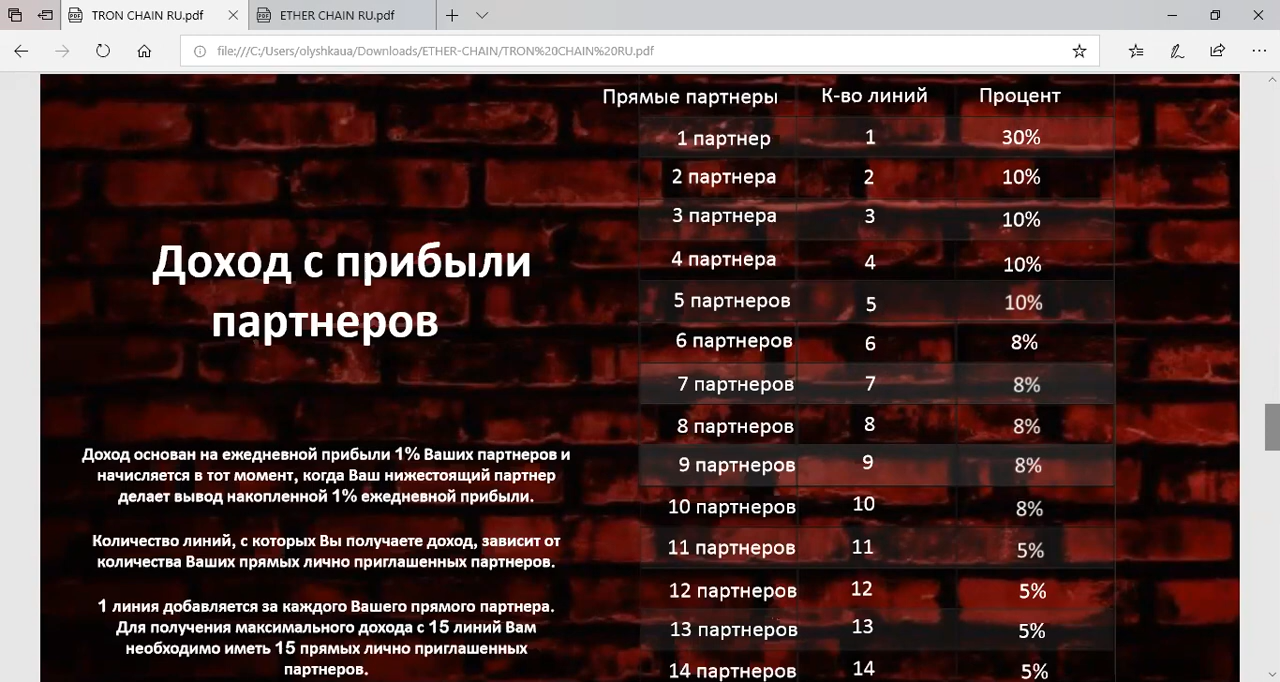 TRON CHAIN RU.pdf
ETHER CHAIN RU.pdf
file:///C:/Users/olyshkaua/Downloads/ETHER-CHAIN/TRON%20CHAIN%20RU.pdf
Доход с прибыли
партнеров
Доход основан на ежедневной прибыли 1% Ваших партнеров и
начисляется в тот момент, когда Ваш нижестоящий партнер
делает вывод накопленной 1% ежедневной прибыли.
Количество линий, с которых Вы получаете доход, зависит от
количества Ваших прямых лично приглашенных партнеров.
1 линия добавляется за каждого Вашего прямого партнера.
Для получения максимального дохода с 15 линий Вам
необходимо иметь 15 прямых лично приглашенных
партнеров.
Прямые партнеры К-во линий Процент
1 партнер 1 30%
2 партнера 2 10%
3 партнера 3 10%
4 партнера 4 10%
5 партнеров 5 10%
6 партнеров 6 8%
7 партнеров 7 8%
8 партнеров 8 8%
9 партнеров 9 8%
10 партнеров 10 8%
11 партнеров 11 5%
12 партнеров 12 5%
13 партнеров 13 5%
14 партнеров 14 5%